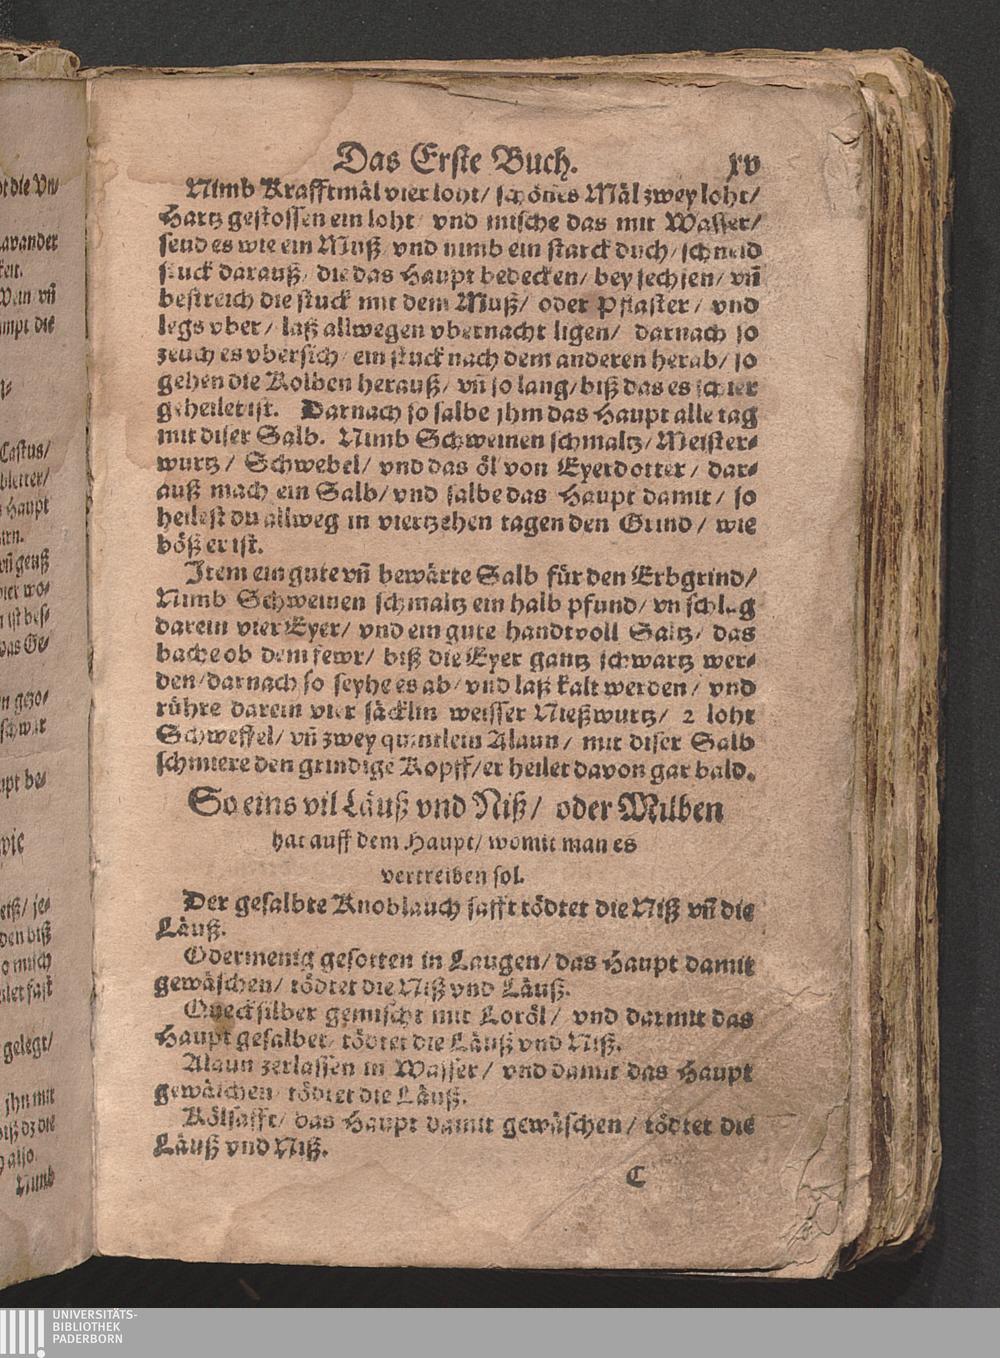 Das Erste Buch. xv
Nimb Krafftmäl vier loht/ schönes Mäl zwey loht/
Hartz gestossen ein loht/ vnd mische das mit Wasser/
seud es wie ein Muß/ vnd nimb ein starck duch/ schneid
stuck darauß/ die das Haupt bedecken/ bey sechsen/ vñ
bestreich die stuck mit dem Muß/ oder Pflaster/ vnd
legs vber/ laß allwegen vbernacht ligen/ darnach so
zeuch es vbersich/ ein stuck nach dem anderen herab/ so
gehen die Kolben herauß/ vñ so lang/ biß das es schier
geheilet ist. Darnach so salbe jhm das Haupt alle tag
mit diser Salb. Nimb Schweinen schmaltz/ Meister-
wurtz/ Schwebel/ vnd das öl von Eyerdotter/ dar-
auß mach ein Salb/ vnd salbe das Haupt damit/ so
heilest du allweg in viertzehen tagen den Grind/ wie
böß er ist.
Item ein gute vñ bewärte Salb für den Erbgrind/
Nimb Schweinen schmaltz ein halb pfund/ vn schlag
darein vier Eyer/ vnd ein gute handtvoll Saltz/ das
bache ob dem fewr/ biß die Eyer gantz schwartz wer-
den/ darnach so seyhe es ab/ vnd laß kalt werden/ vnd
rühre darein vier säcklin weisser Nießwurtz/ 2 loht
Schweffel/ vñ zwey quintlein Alaun/ mit diser Salb
schmiere den grindige Kopff/ er heilet davon gar bald.
So eins vil Läuß vnd Niß/ oder Milben
hat auff dem Haupt/ womit man es
vertreiben sol.
Der gesalbte Knoblauch safft tödtet die Niß vñ die
Läuß.
Odermenig gesotten in Laugen/ das Haupt damit
gewäschen/ tödtet die Niß vnd Läuß.
Quecksilber gemischt mit Loröl/ vnd darmit das
Haupt gesalbet/ tödtet die Läuß vnd Niß.
Alaun zerlassen in Wasser/ vnd damit das Haupt
gewäschen/ tödtet die Läuß.
Kölsafft/ das Haupt damit gewäschen/ tödtet die
Läuß vnd Niß.
C
UNIVERSITÄTS-
BIBLIOTHEK
PADERBORN